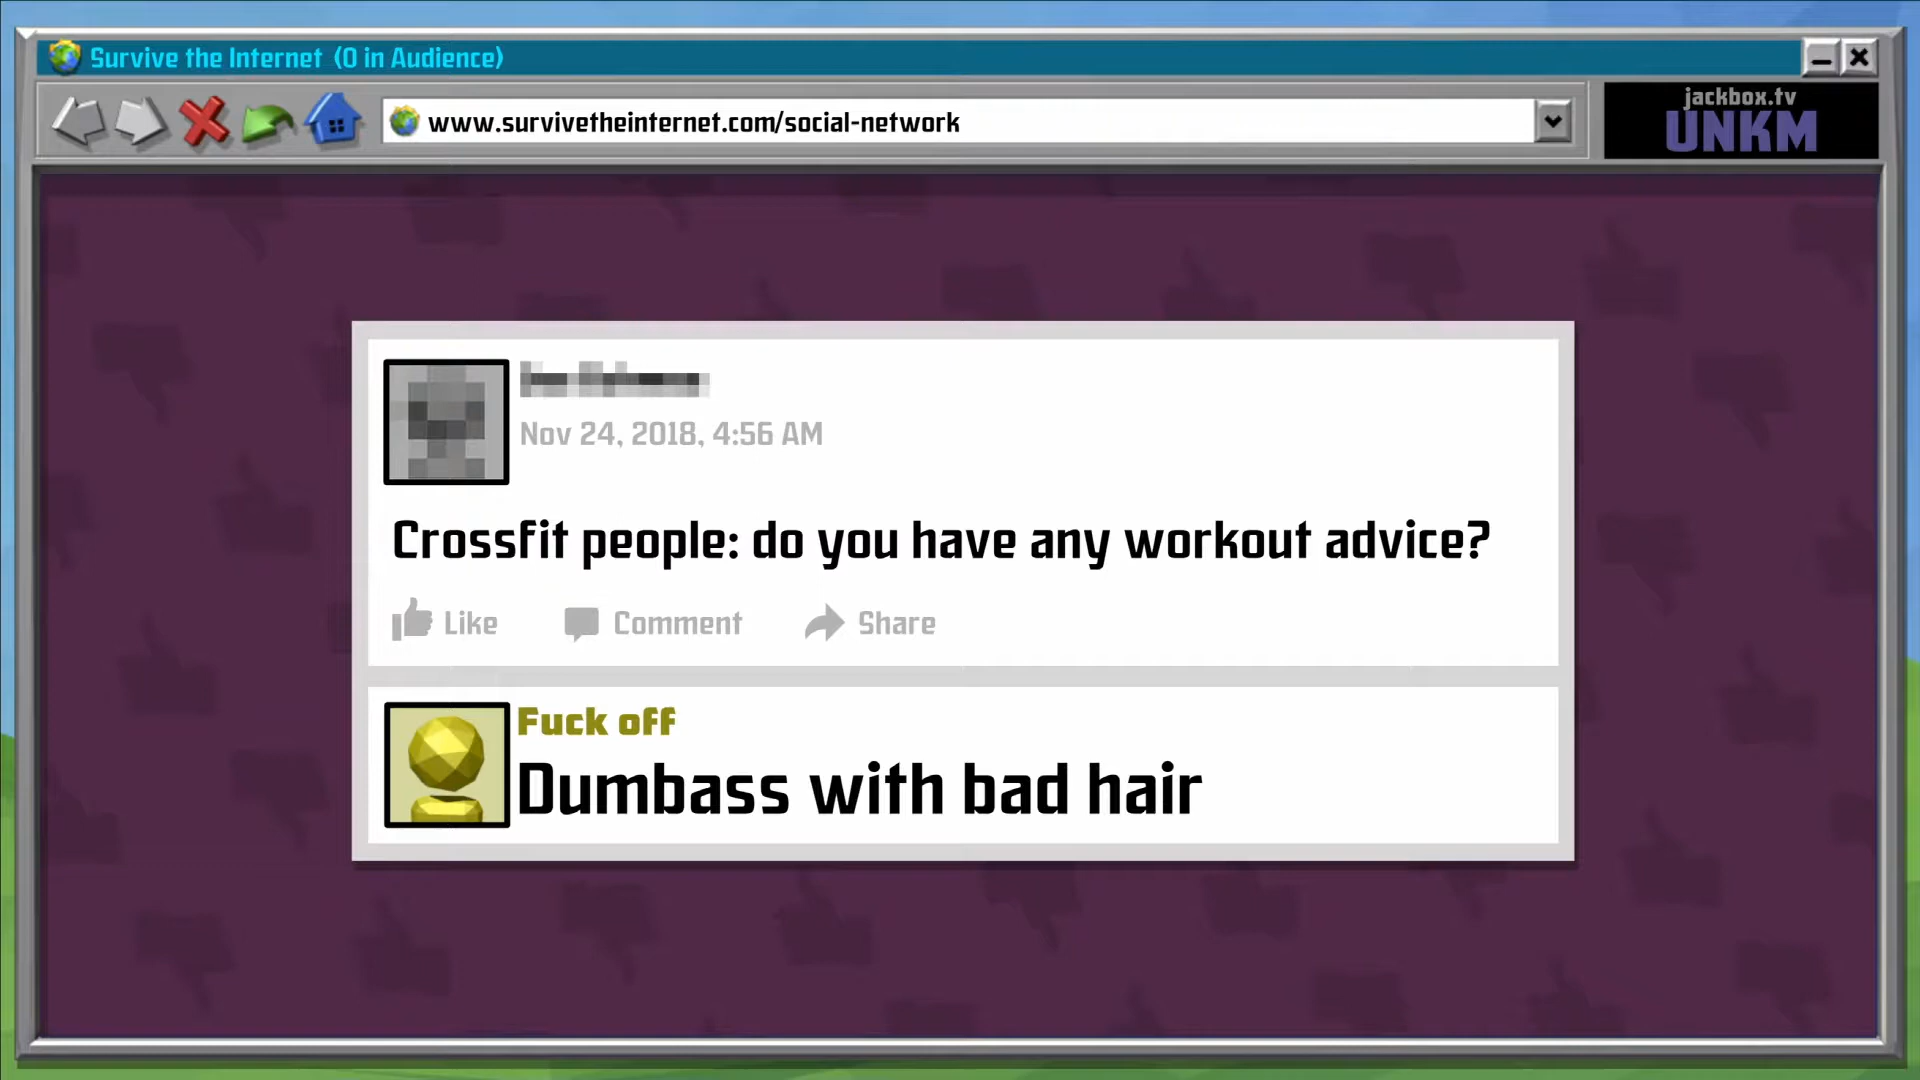 Survive the Internet (0 in Audience)
www.survivetheinternet.com/social-network
jackbox.tv
UNKM
Nov 24, 2018, 4:56 AM
Crossfit people: do you have any workout advice?
Like Comment Share
Fuck off
Dumbass with bad hair